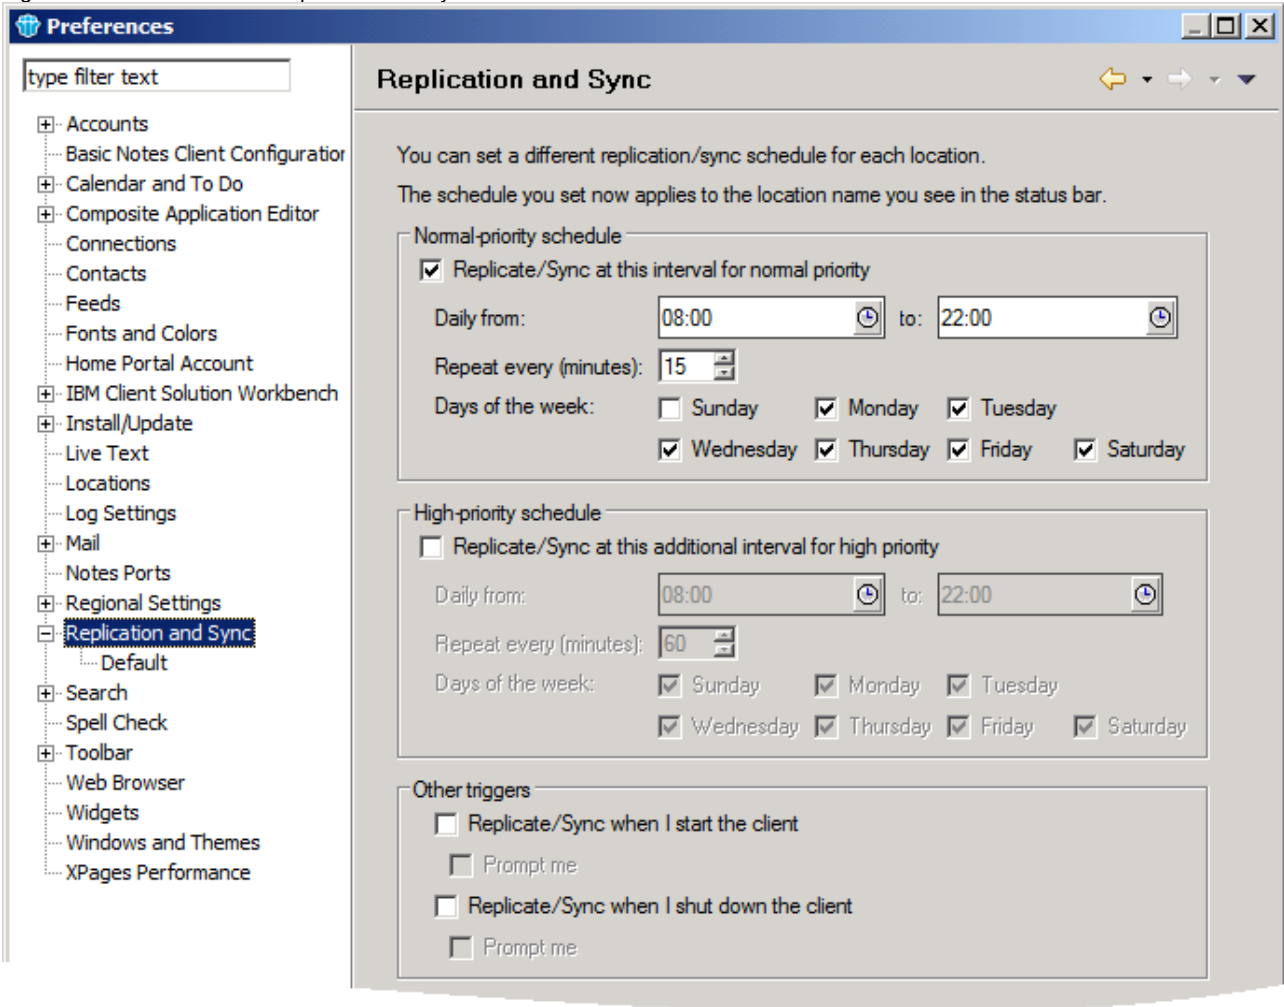 Preferences
type filter text
Accounts
Basic Notes Client Configuration
Calendar and To Do
Composite Application Editor
Connections
Contacts
Feeds
Fonts and Colors
Home Portal Account
IBM Client Solution Workbench
Install/Update
Live Text
Locations
Log Settings
Mail
Notes Ports
Regional Settings
Replication and Sync
Default
Search
Spell Check
Toolbar
Web Browser
Widgets
Windows and Themes
XPages Performance
Replication and Sync
You can set a different replication/sync schedule for each location.
The schedule you set now applies to the location name you see in the status bar.
Normal-priority schedule
Replicate/Sync at this interval for normal priority
Daily from: 08:00 to: 22:00
Repeat every (minutes): 15
Days of the week: Sunday Monday Tuesday
Wednesday Thursday Friday Saturday
High-priority schedule
Replicate/Sync at this additional interval for high priority
Daily from: 08:00 to: 22:00
Repeat every (minutes): 60
Days of the week: Sunday Monday Tuesday
Wednesday Thursday Friday Saturday
Other triggers
Replicate/Sync when I start the client
Prompt me
Replicate/Sync when I shut down the client
Prompt me